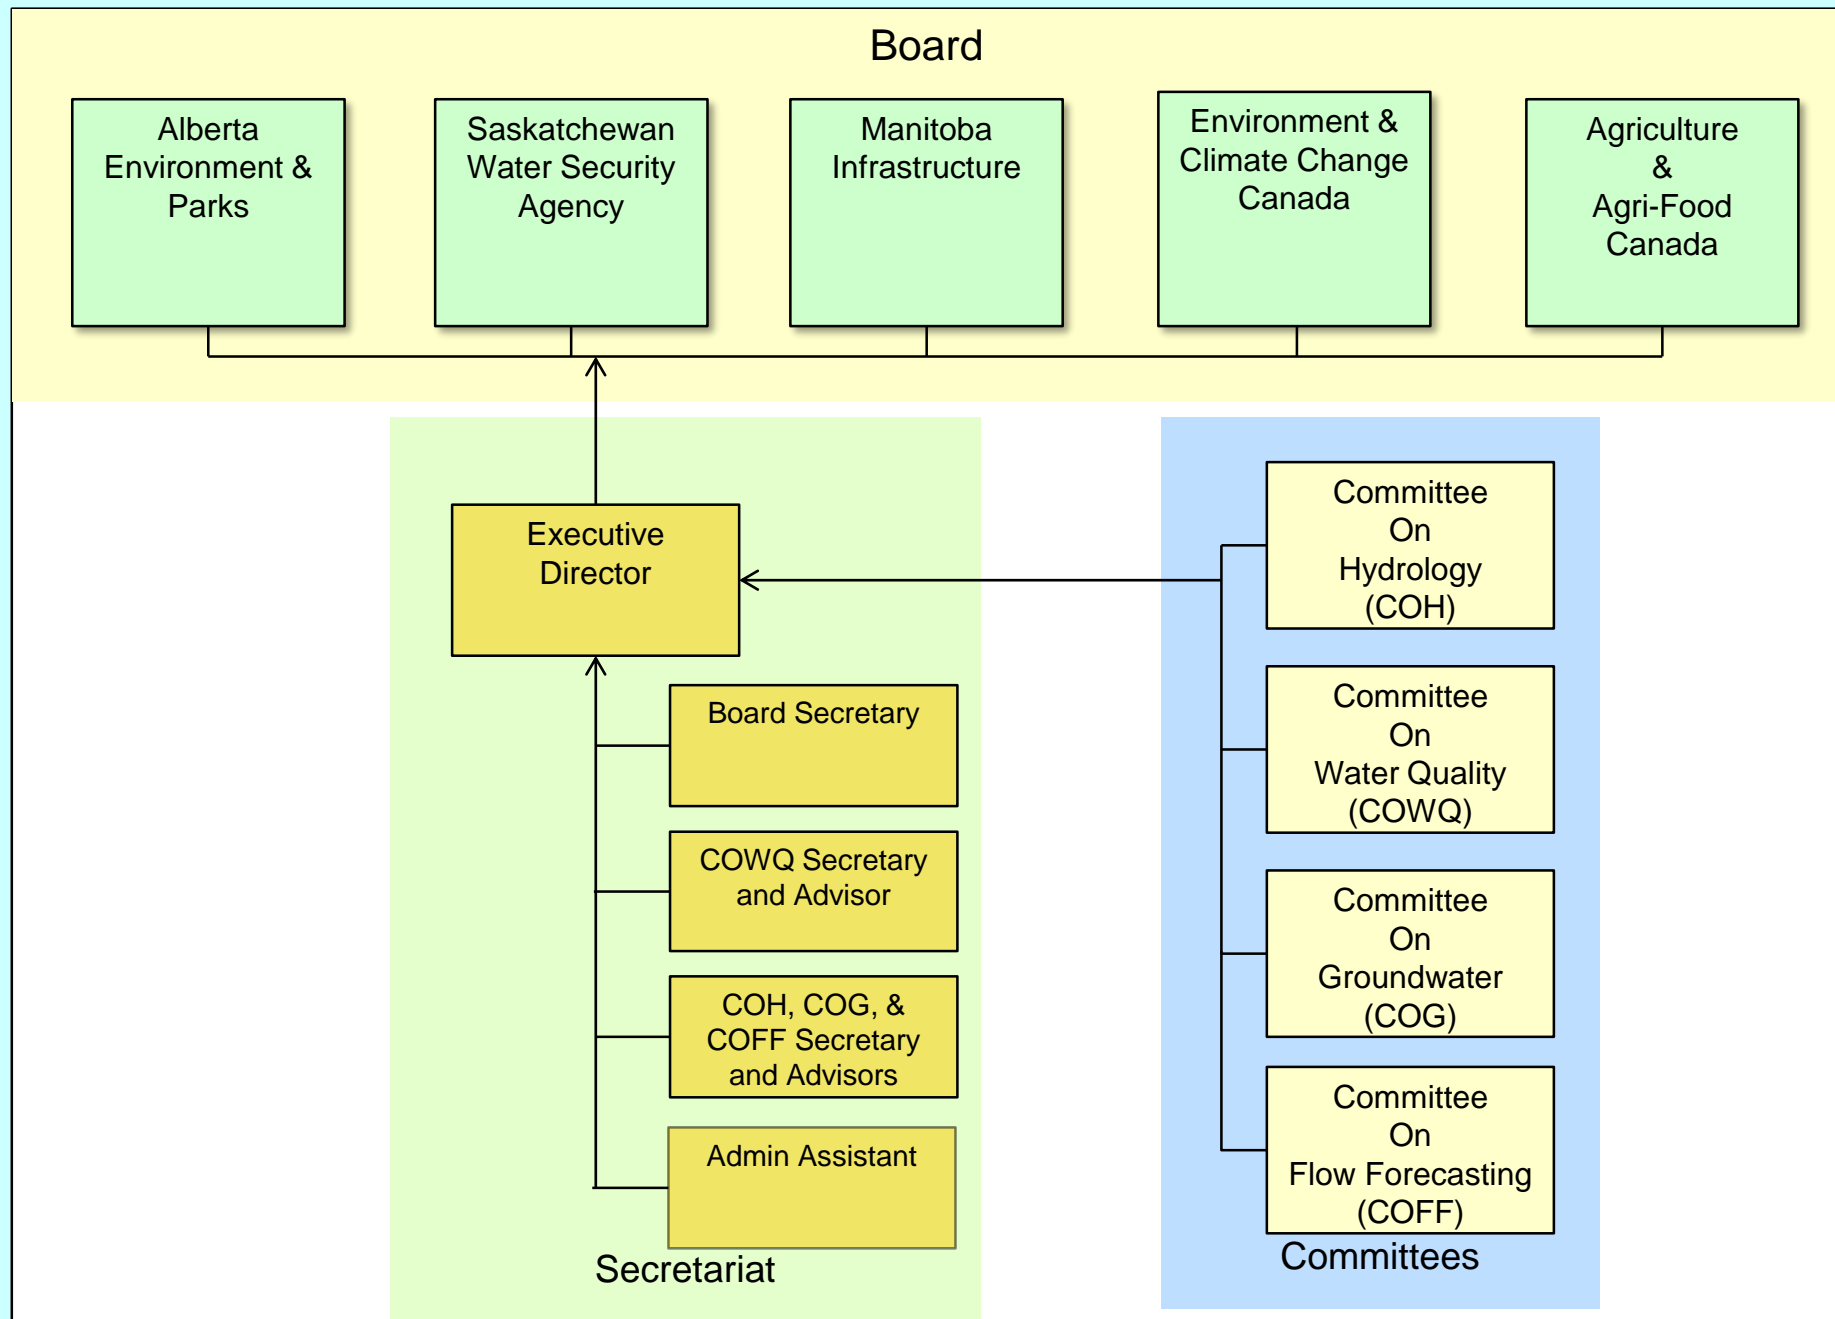 Board
Alberta
Environment &
Parks
Saskatchewan
Water Security
Agency
Manitoba
Infrastructure
Environment &
Climate Change
Canada
Agriculture
&
Agri-Food
Canada
Executive
Director
Board Secretary
COWQ Secretary
and Advisor
COH, COG, &
COFF Secretary
and Advisors
Admin Assistant
Secretariat
Committee
On
Hydrology
(COH)
Committee
On
Water Quality
(COWQ)
Committee
On
Groundwater
(COG)
Committee
On
Flow Forecasting
(COFF)
Committees